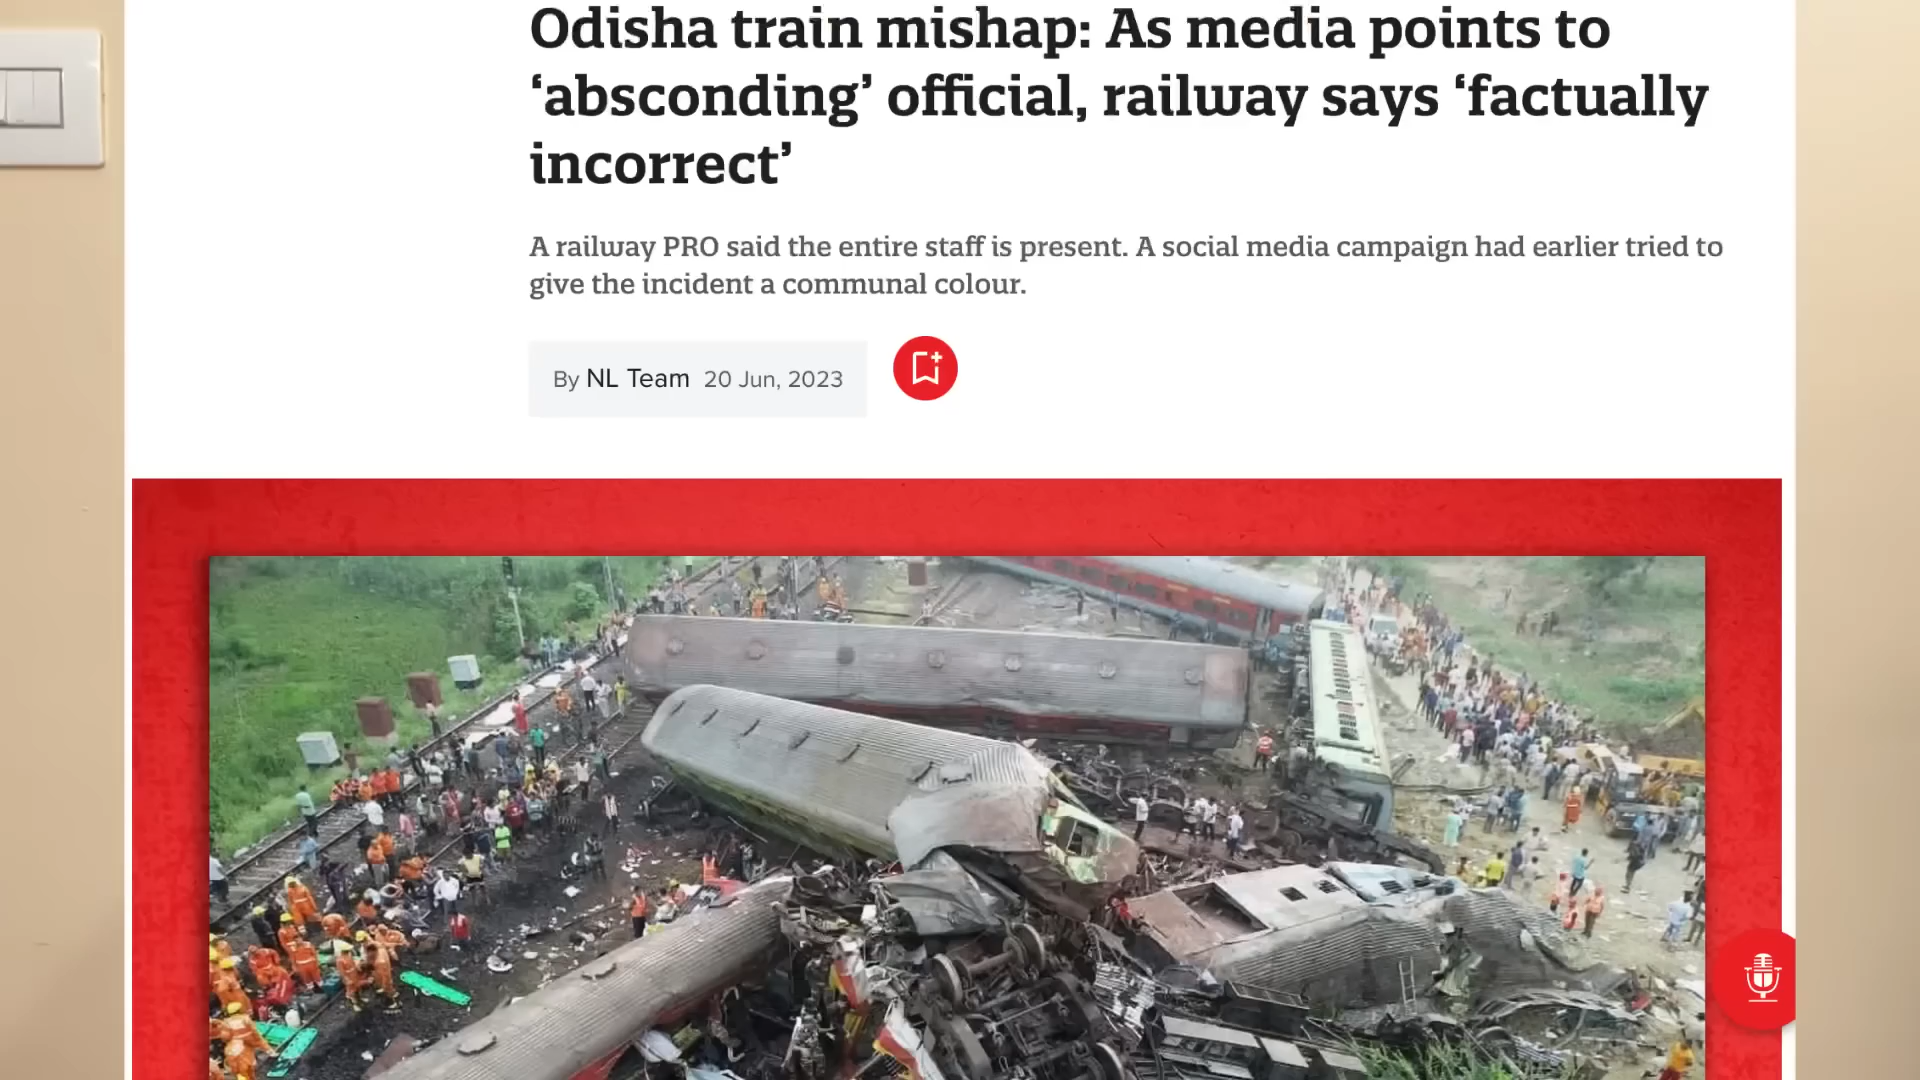 Odisha train mishap: As media points to
‘absconding’ official, railway says ‘factually
incorrect’
A railway PRO said the entire staff is present. A social media campaign had earlier tried to
give the incident a communal colour.
By NL Team 20 Jun, 2023